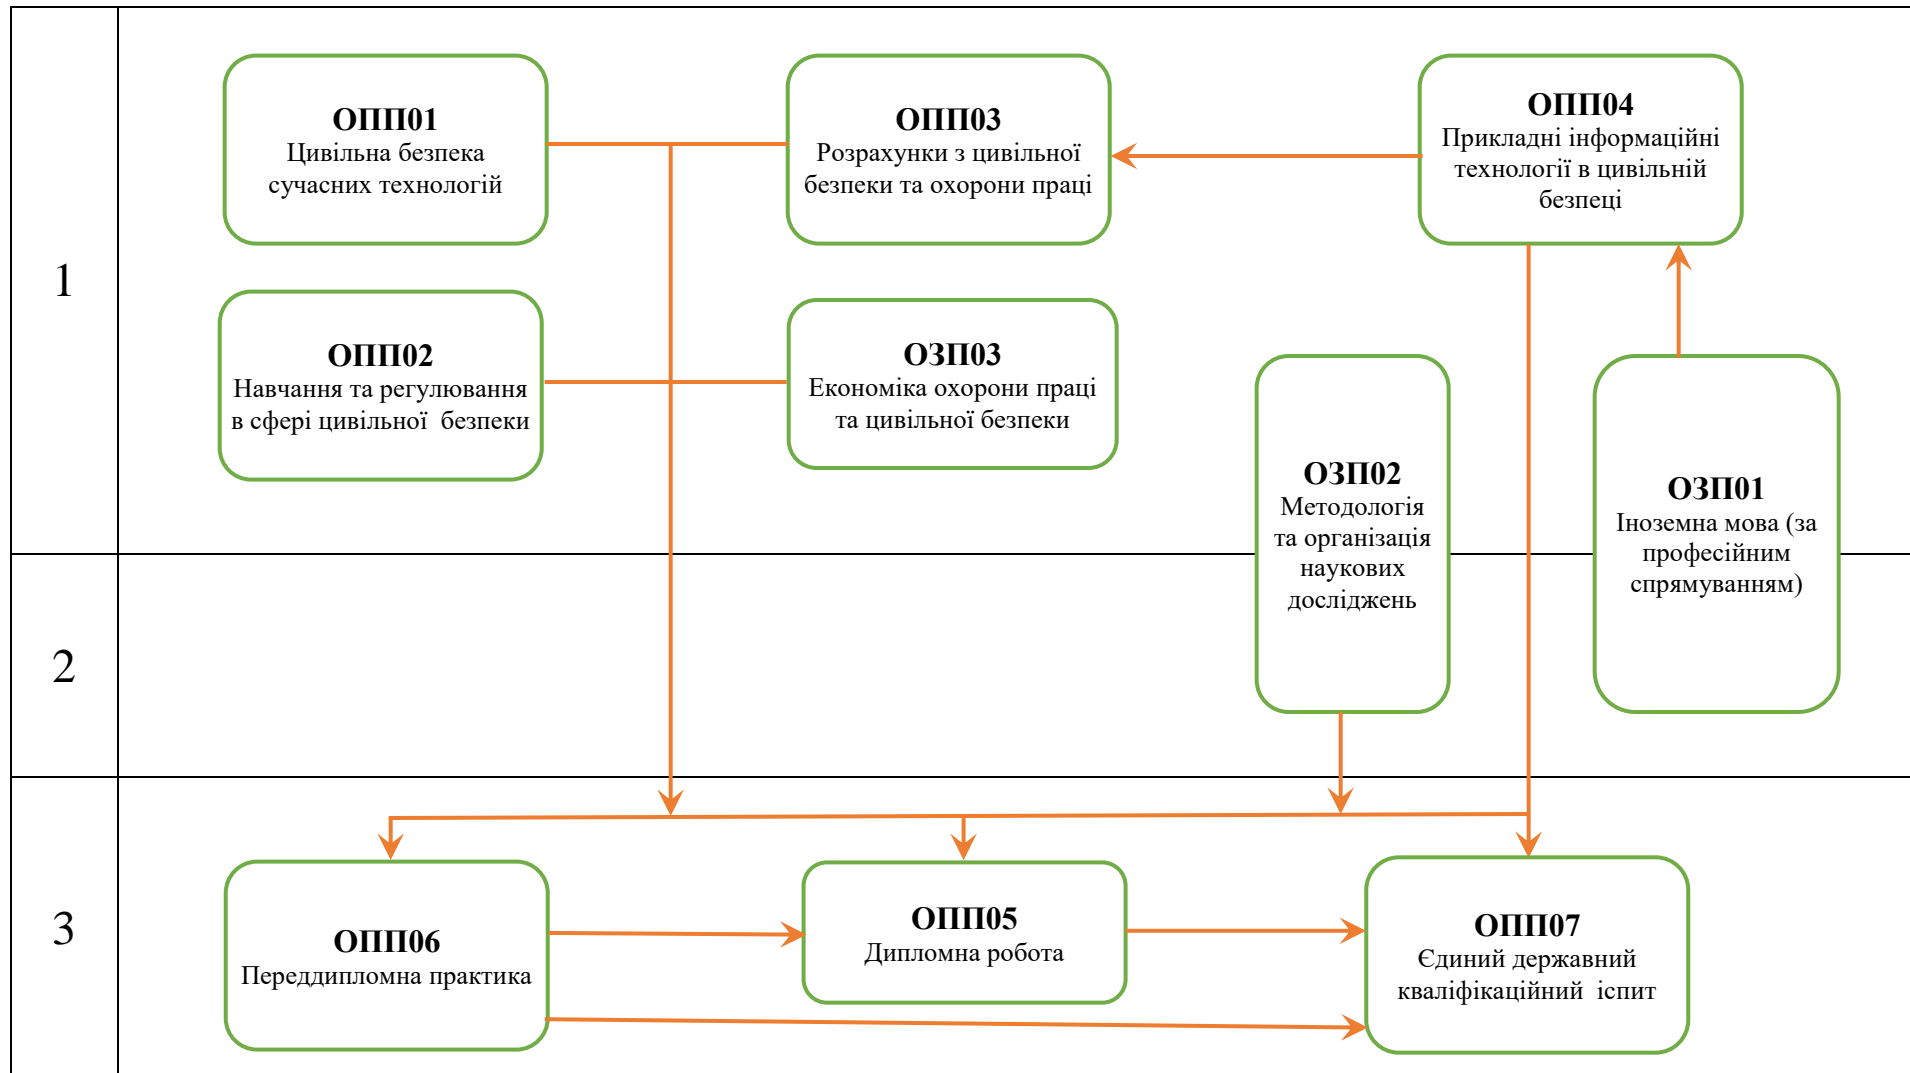 1
ОПП01
Цивільна безпека
сучасних технологій
ОПП03
Розрахунки з цивільної
безпеки та охорони праці
ОПП04
Прикладні інформаційні
технології в цивільній
безпеці
ОПП02
Навчання та регулювання
в сфері цивільної  безпеки
ОЗП03
Економіка охорони праці
та цивільної безпеки
ОЗП02
Методологія
та організація
наукових
досліджень
ОЗП01
Іноземна мова (за
професійним
спрямуванням)
2
3
ОПП06
Переддипломна практика
ОПП05
Дипломна робота
ОПП07
Єдиний державний
кваліфікаційний  іспит